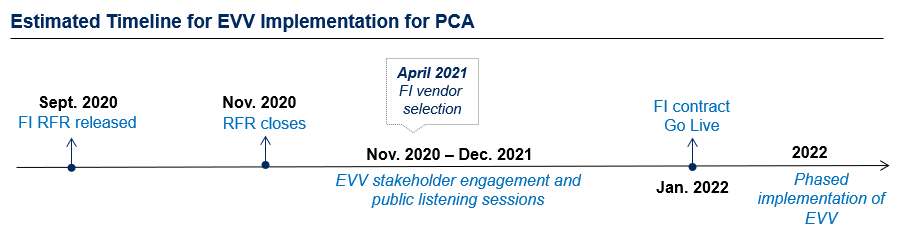 Estimated Timeline for EVV Implementation for PCA
Sept. 2020
FI RFR released
Nov. 2020
RFR closes
April 2021
FI vendor
selection
Nov. 2020 – Dec. 2021
EVV stakeholder engagement and
public listening sessions
FI contract
Go Live
Jan. 2022
2022
Phased
implementation of
EVV